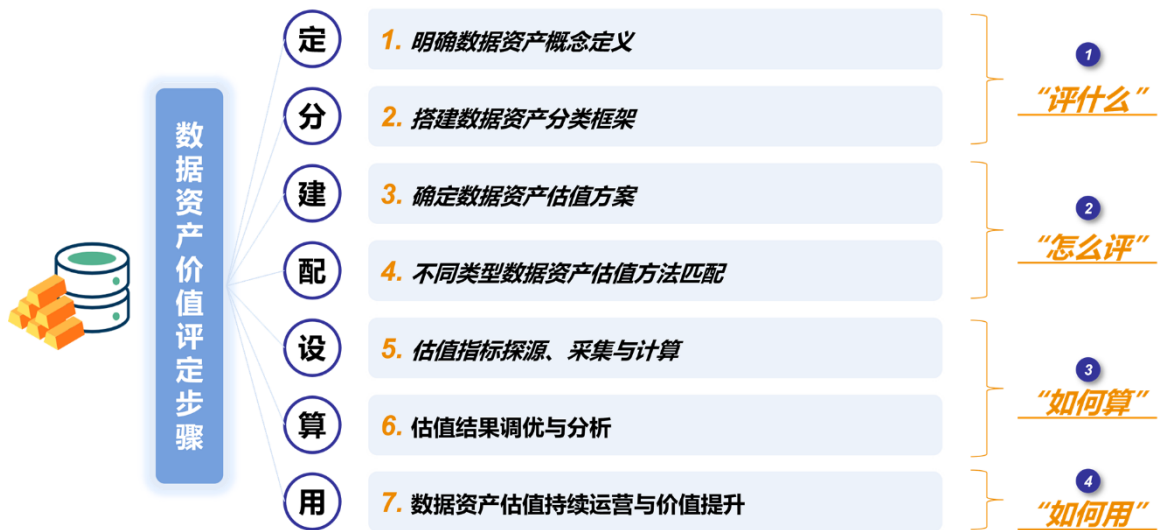 数据资产价值评定步骤
定
1. 明确数据资产概念定义
分
2. 搭建数据资产分类框架
建
3. 确定数据资产估值方案
配
4. 不同类型数据资产估值方法匹配
设
5. 估值指标探源、采集与计算
算
6. 估值结果调优与分析
用
7. 数据资产估值持续运营与价值提升
1
“评什么”
2
“怎么评”
3
“如何算”
4
“如何用”